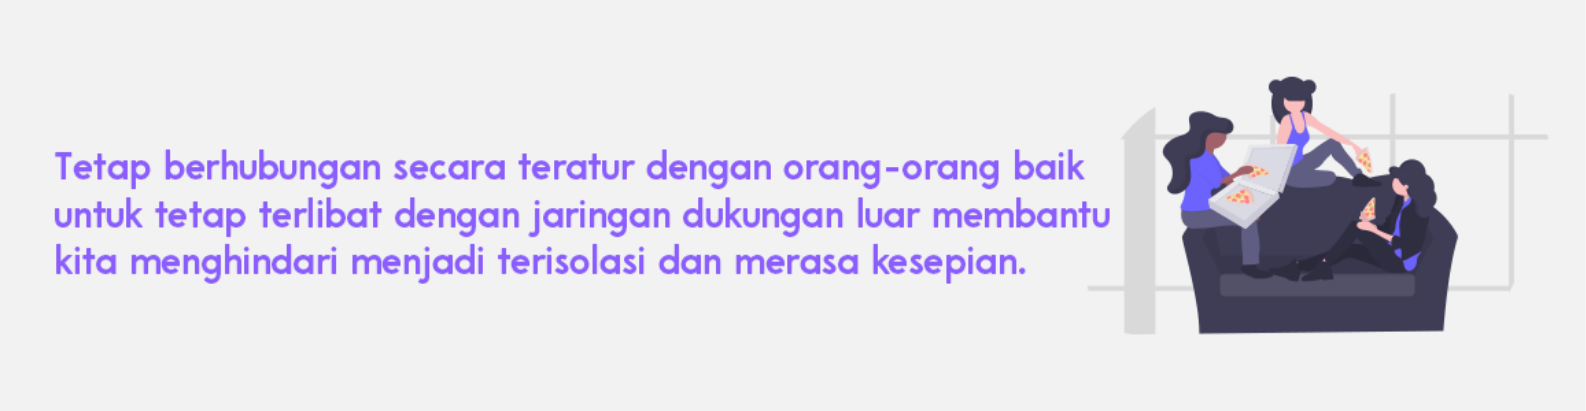 Tetap berhubungan secara teratur dengan orang-orang baik
untuk tetap terlibat dengan jaringan dukungan luar membantu
kita menghindari menjadi terisolasi dan merasa kesepian.